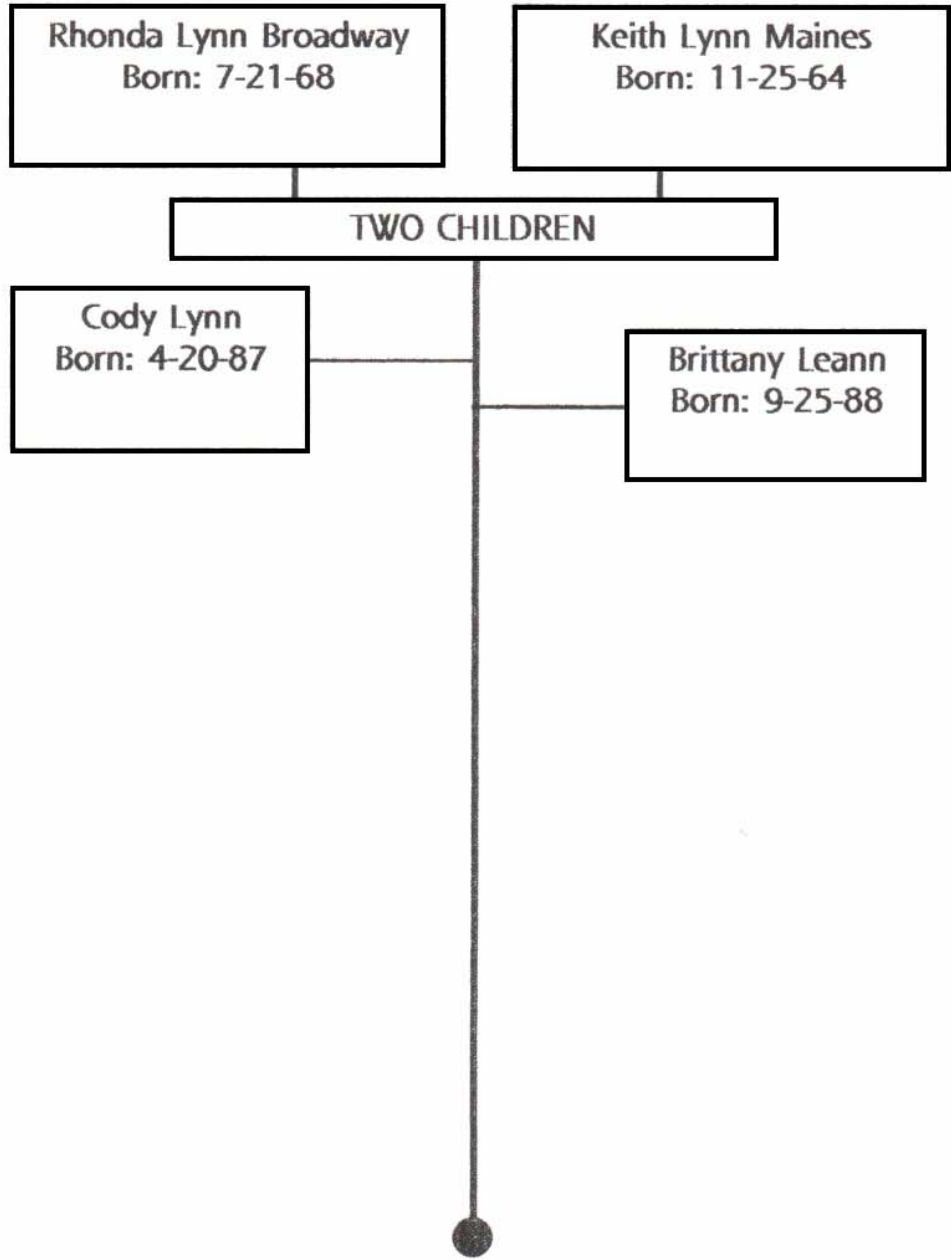 Rhonda Lynn Broadway
Born: 7-21-68
Keith Lynn Maines
Born: 11-25-64
TWO CHILDREN
Cody Lynn
Born: 4-20-87
Brittany Leann
Born: 9-25-88